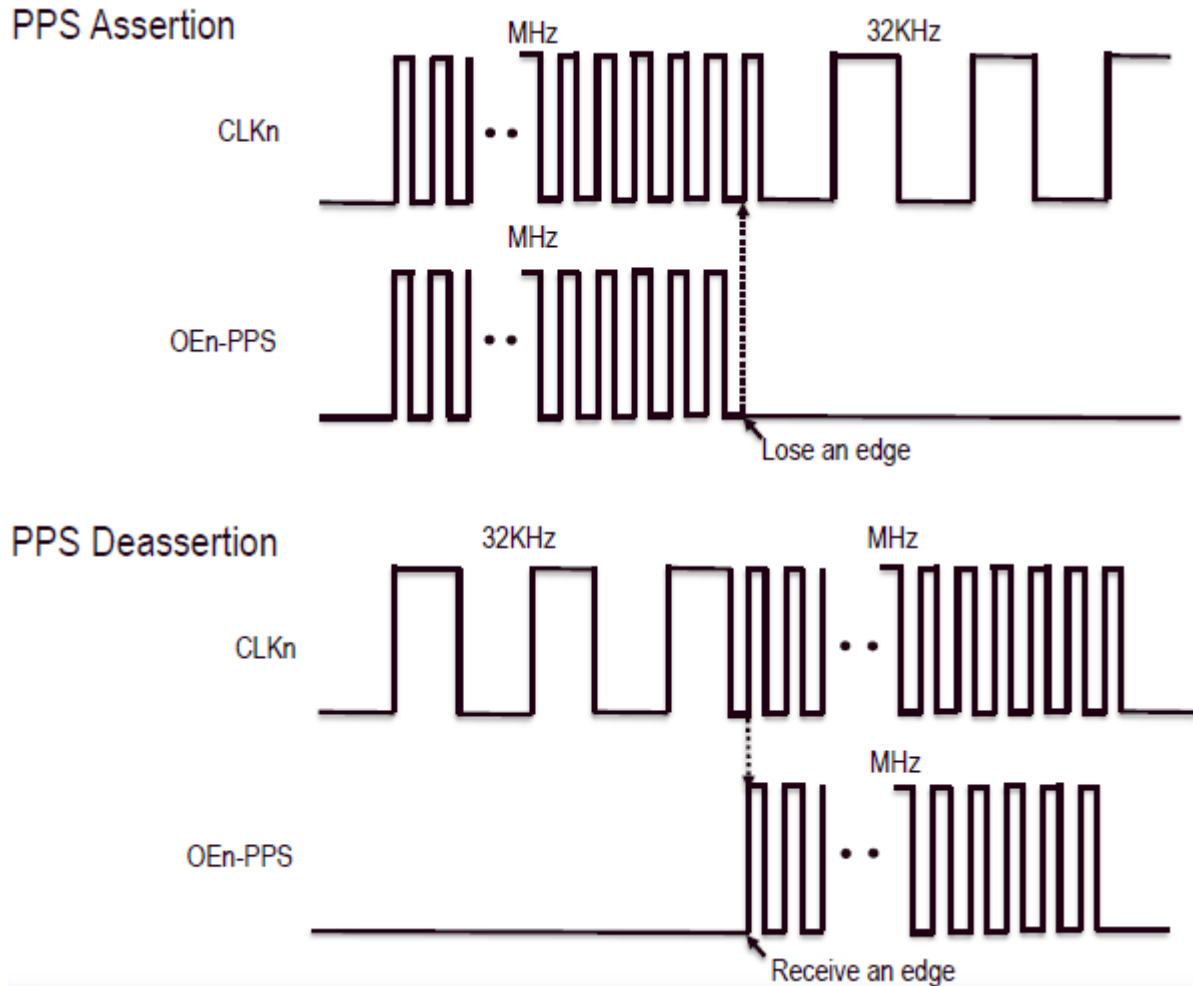 PPS Assertion
MHz
32KHz
CLKn
MHz
OEn-PPS
Lose an edge
PPS Deassertion
32KHz
MHz
CLKn
MHz
OEn-PPS
Receive an edge